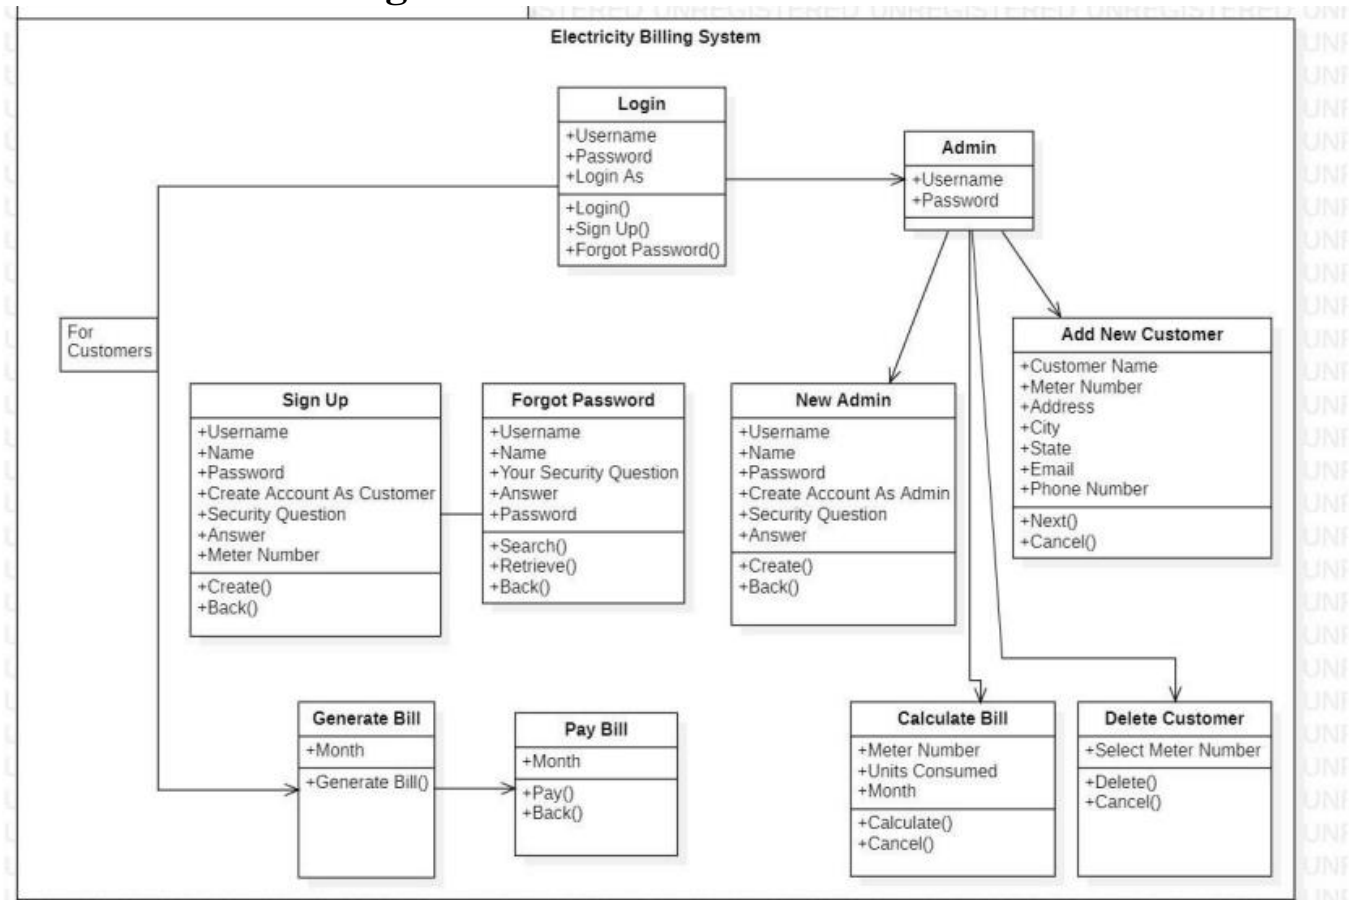 UNREGISTERED UNREGISTERED UNREGISTERED
Electricity Billing System
Login
+Username
+Password
+Login As
+Login()
+Sign Up()
+Forgot Password()
Admin
+Username
+Password
For
Customers
Add New Customer
+Customer Name
+Meter Number
+Address
+City
+State
+Email
+Phone Number
+Next()
+Cancel()
Sign Up
+Username
+Name
+Password
+Create Account As Customer
+Security Question
+Answer
+Meter Number
+Create()
+Back()
Forgot Password
+Username
+Name
+Your Security Question
+Answer
+Password
+Search()
+Retrieve()
+Back()
New Admin
+Username
+Name
+Password
+Create Account As Admin
+Security Question
+Answer
+Create()
+Back()
Generate Bill
+Month
+Generate Bill()
Pay Bill
+Month
+Pay()
+Back()
Calculate Bill
+Meter Number
+Units Consumed
+Month
+Calculate()
+Cancel()
Delete Customer
+Select Meter Number
+Delete()
+Cancel()